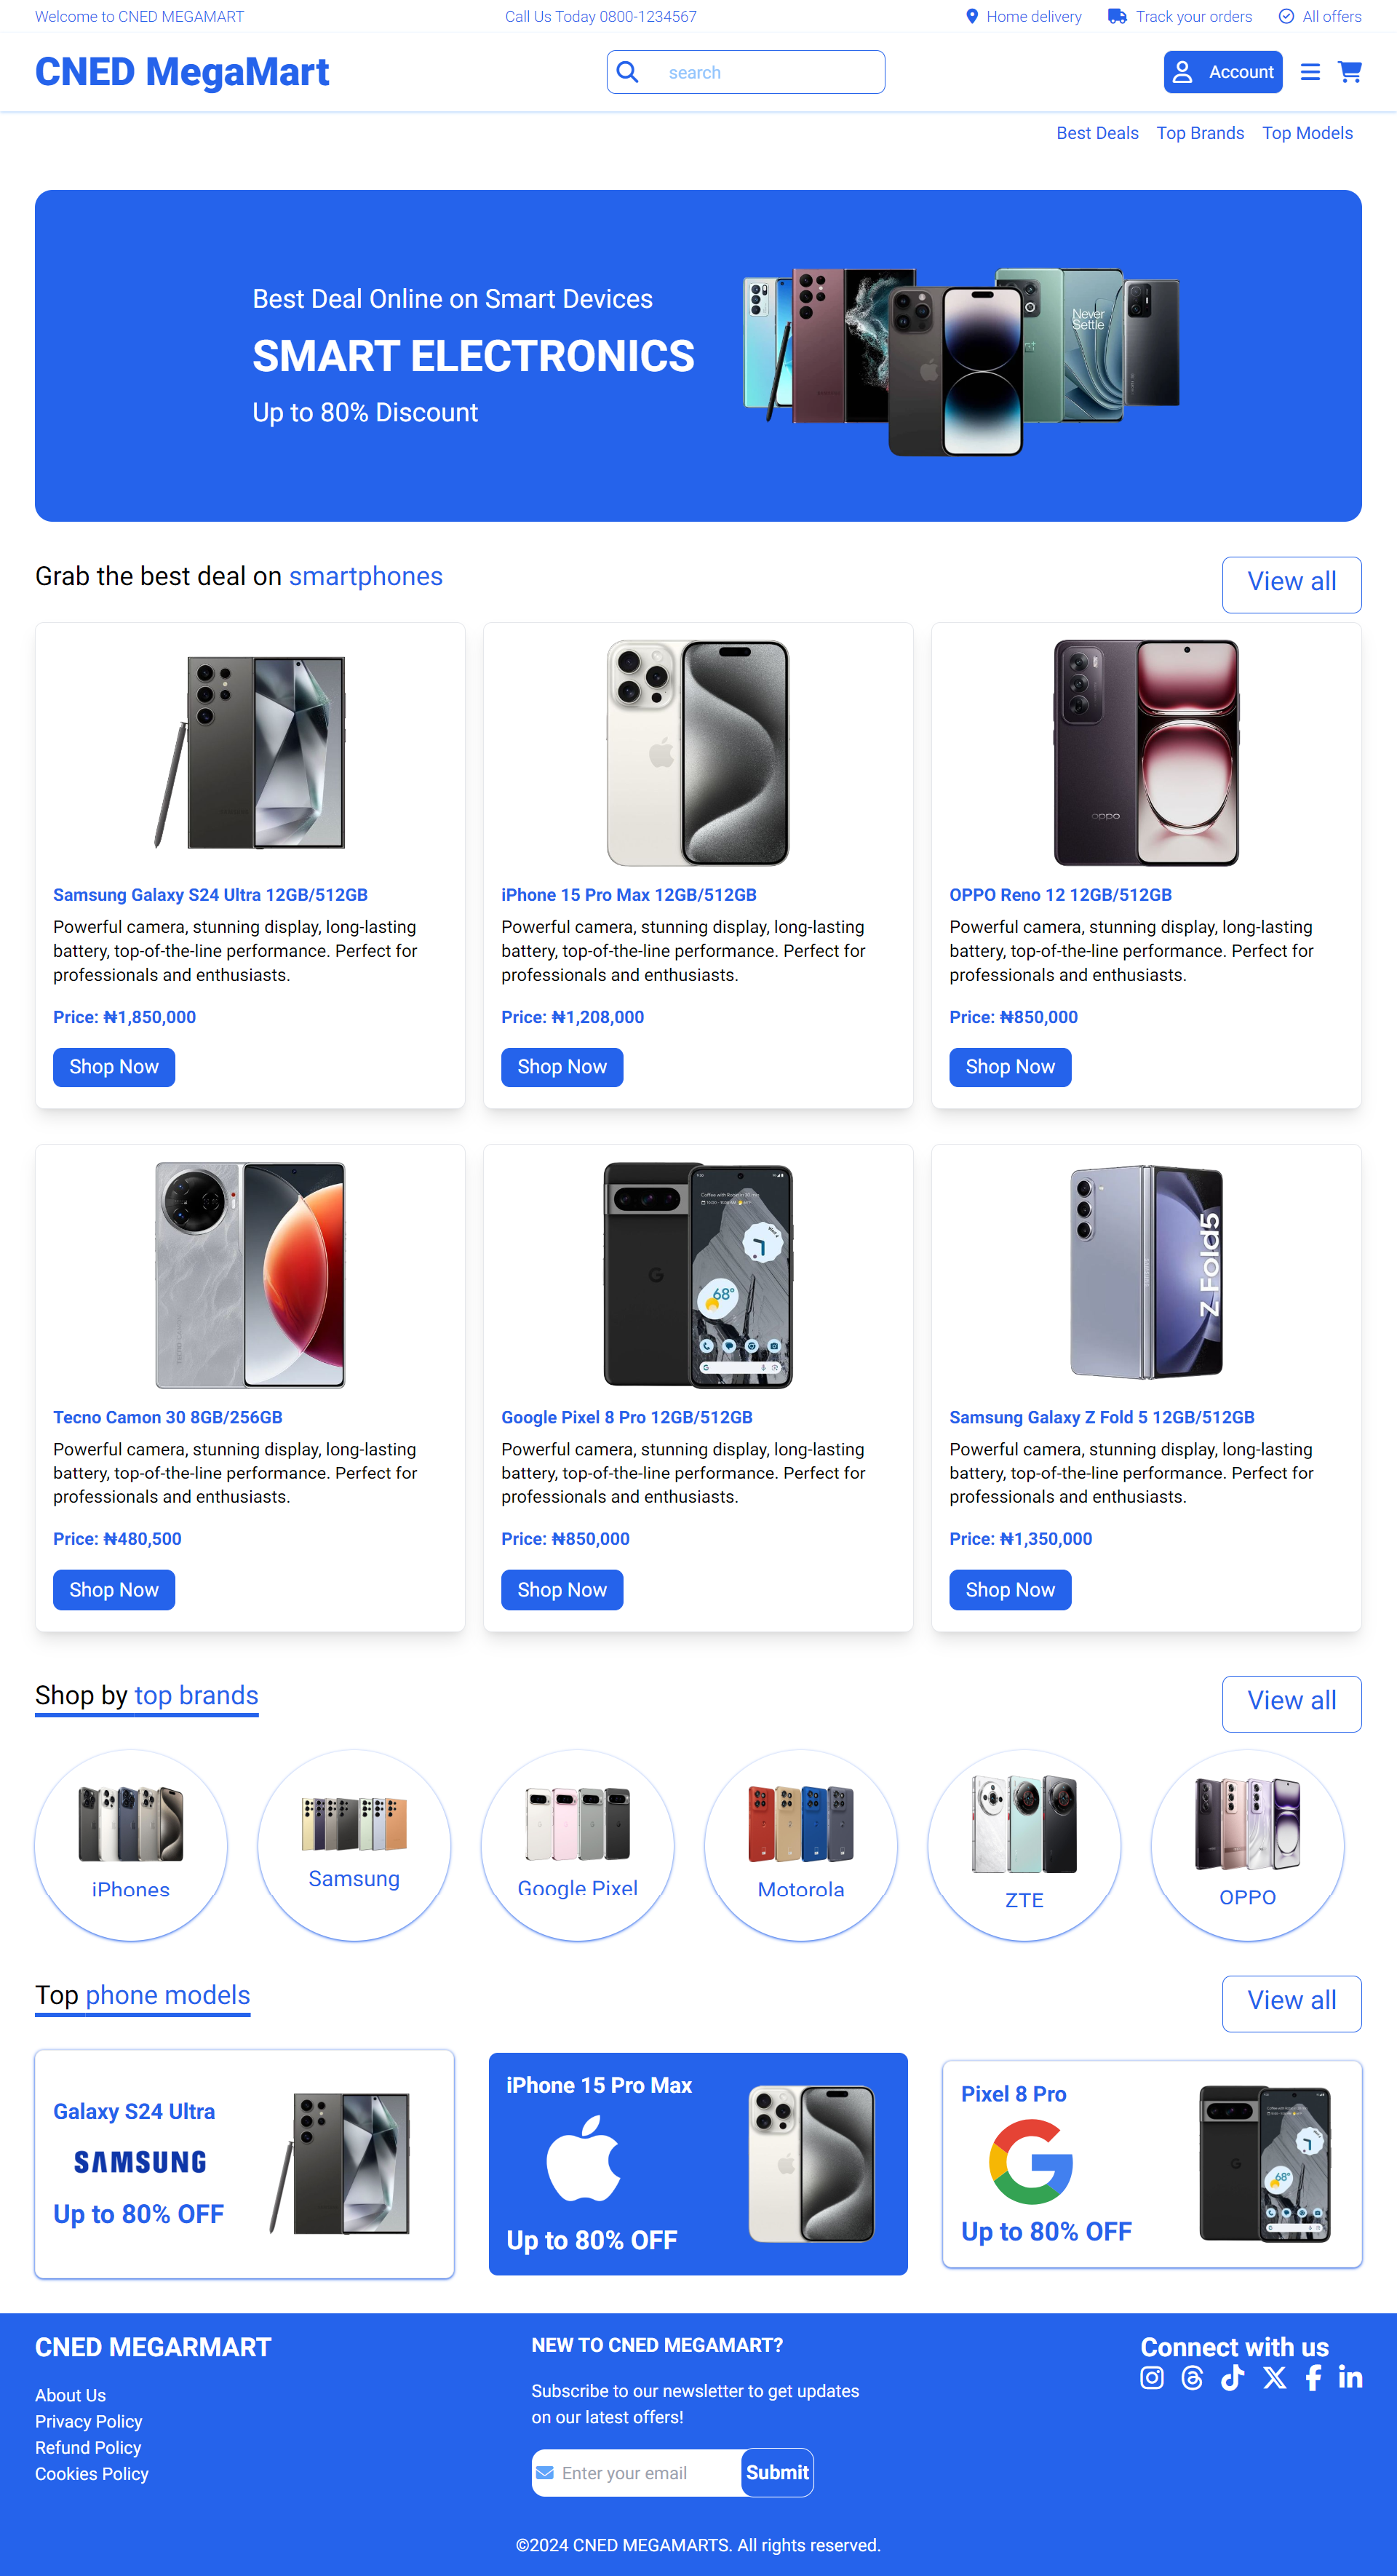 Welcome to CNED MEGAMART
Call Us Today 0800-1234567
Home delivery
Track your orders
All offers
CNED MegaMart
search
Account
Best Deals
Top Brands
Top Models
Best Deal Online on Smart Devices
SMART ELECTRONICS
Up to 80% Discount
Never
Settle
Grab the best deal on smartphones
View all
oppo
Samsung Galaxy S24 Ultra 12GB/512GB
Powerful camera, stunning display, long-lasting
battery, top-of-the-line performance. Perfect for
professionals and enthusiasts.
Price: ₦1,850,000
Shop Now
iPhone 15 Pro Max 12GB/512GB
Powerful camera, stunning display, long-lasting
battery, top-of-the-line performance. Perfect for
professionals and enthusiasts.
Price: ₦1,208,000
Shop Now
OPPO Reno 12 12GB/512GB
Powerful camera, stunning display, long-lasting
battery, top-of-the-line performance. Perfect for
professionals and enthusiasts.
Price: ₦850,000
Shop Now
Tecno Camon 30 8GB/256GB
Powerful camera, stunning display, long-lasting
battery, top-of-the-line performance. Perfect for
professionals and enthusiasts.
Price: ₦480,500
Shop Now
68°
Google Pixel 8 Pro 12GB/512GB
Powerful camera, stunning display, long-lasting
battery, top-of-the-line performance. Perfect for
professionals and enthusiasts.
Price: ₦850,000
Shop Now
Z Fold5
Samsung Galaxy Z Fold 5 12GB/512GB
Powerful camera, stunning display, long-lasting
battery, top-of-the-line performance. Perfect for
professionals and enthusiasts.
Price: ₦1,350,000
Shop Now
Shop by top brands
View all
iPhones
Samsung
Google Pixel
Motorola
ZTE
OPPO
Top phone models
View all
Galaxy S24 Ultra
SAMSUNG
Up to 80% OFF
iPhone 15 Pro Max
Up to 80% OFF
Pixel 8 Pro
Up to 80% OFF
68°
CNED MEGARMART
About Us
Privacy Policy
Refund Policy
Cookies Policy
NEW TO CNED MEGAMART?
Subscribe to our newsletter to get updates
on our latest offers!
Enter your email
Submit
Connect with us
©2024 CNED MEGAMARTS. All rights reserved.